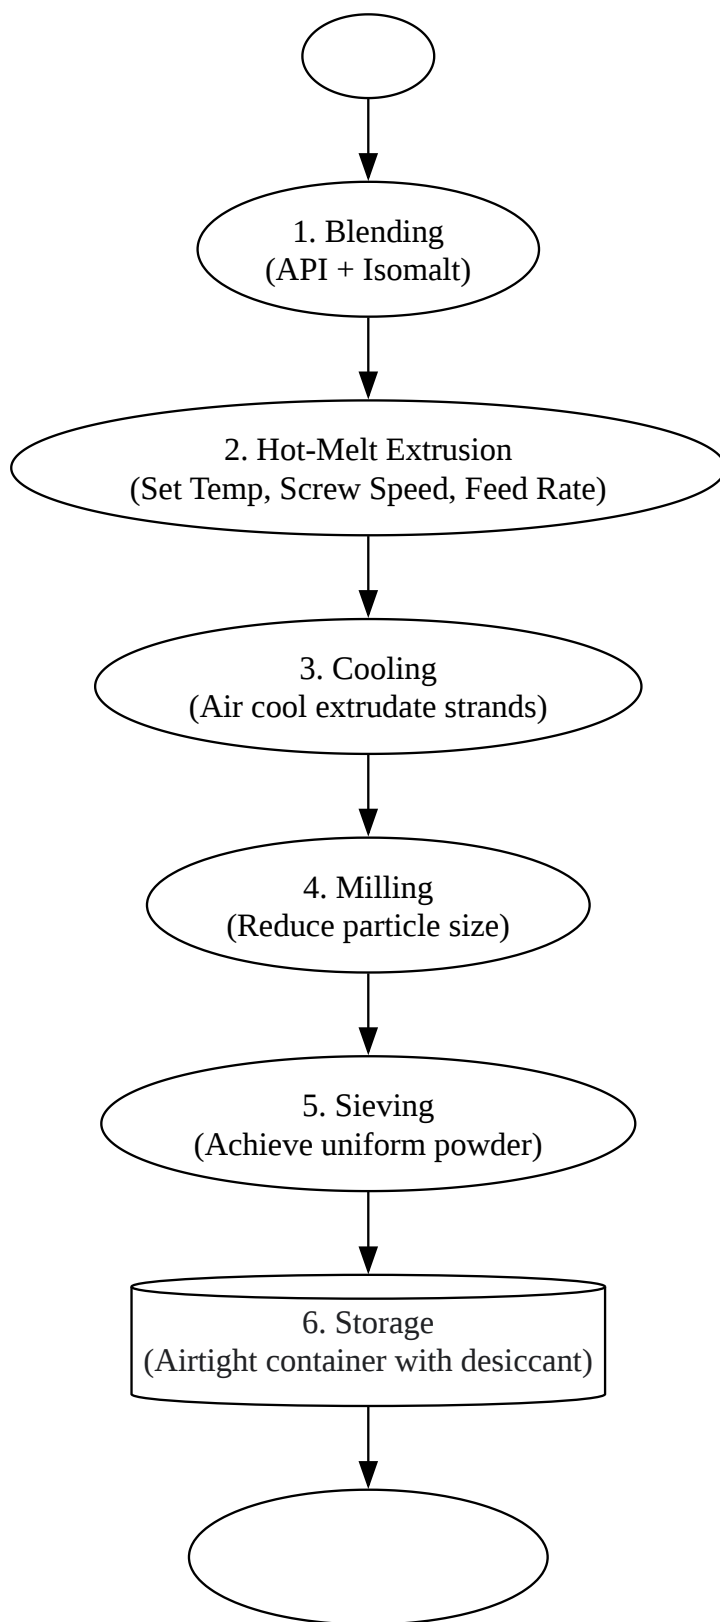 1. Blending
(API + Isomalt)
2. Hot-Melt Extrusion
(Set Temp, Screw Speed, Feed Rate)
3. Cooling
(Air cool extrudate strands)
4. Milling
(Reduce particle size)
5. Sieving
(Achieve uniform powder)
6. Storage
(Airtight container with desiccant)